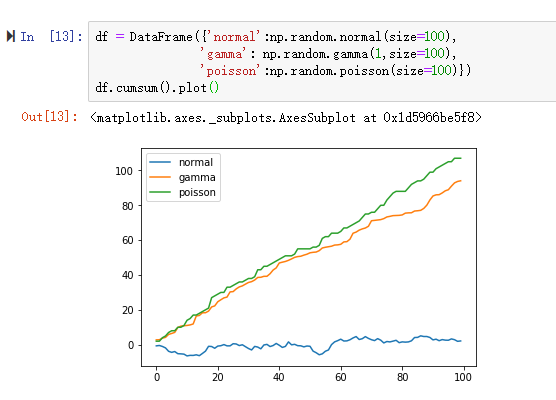 In [13]: df = DataFrame({'normal':np.random.normal(size=100),
'gamma': np.random.gamma(1,size=100),
'poisson':np.random.poisson(size=100)})
df.cumsum().plot()
Out[13]: <matplotlib.axes._subplots.AxesSubplot at 0x1d5966be5f8>
normal
gamma
poisson
100
80
60
40
20
0
0 20 40 60 80 100